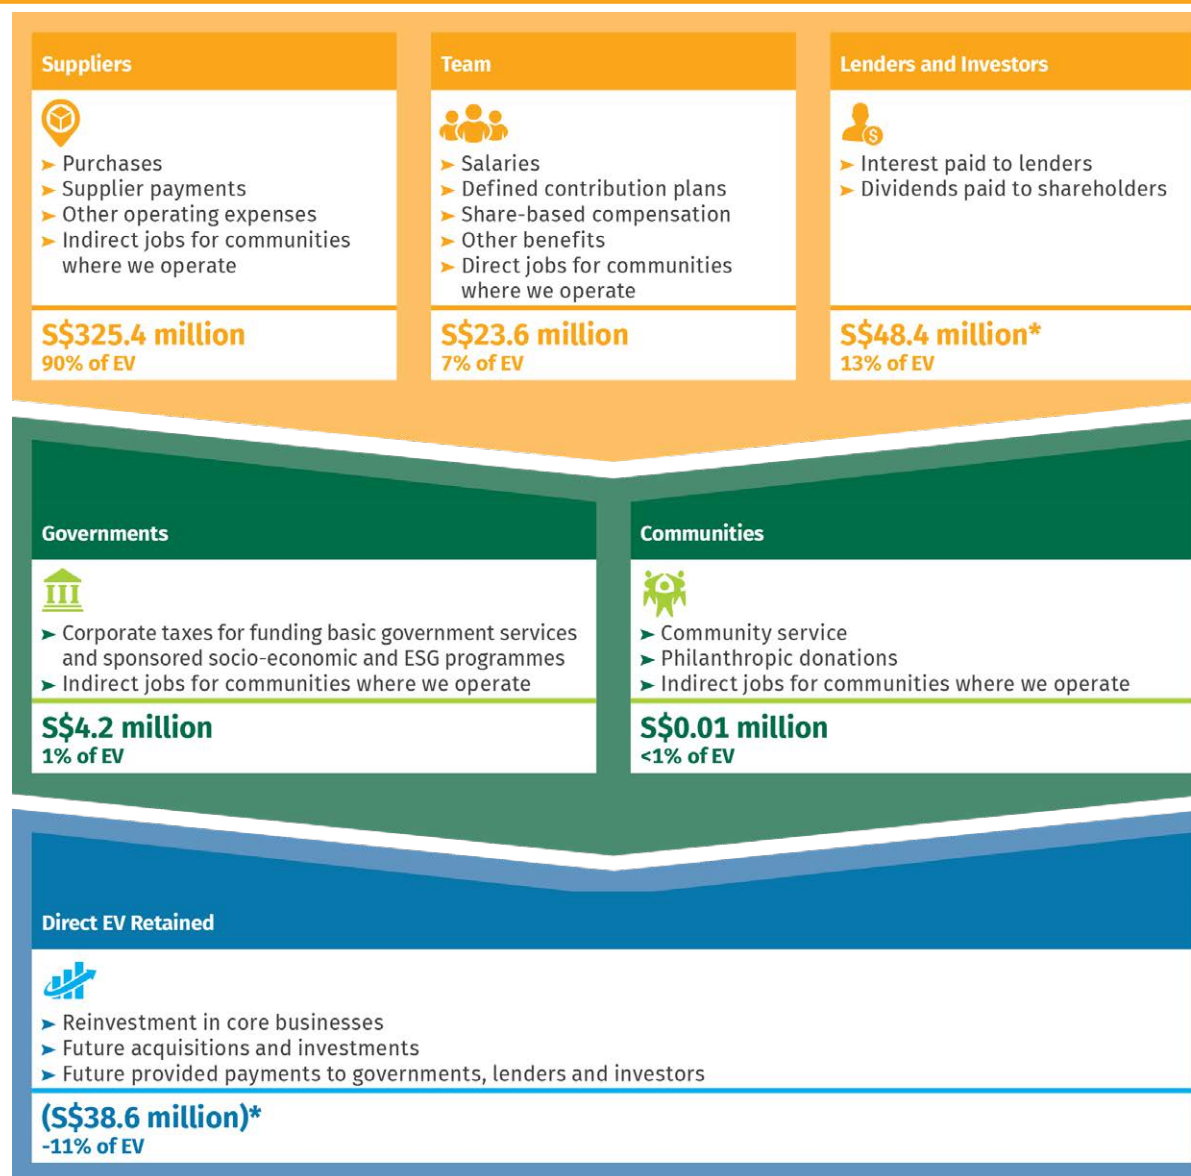 Suppliers
➤ Purchases
➤ Supplier payments
➤ Other operating expenses
➤ Indirect jobs for communities
where we operate
S$325.4 million
90% of EV
Team
➤ Salaries
➤ Defined contribution plans
➤ Share-based compensation
➤ Other benefits
➤ Direct jobs for communities
where we operate
S$23.6 million
7% of EV
Lenders and Investors
$
➤ Interest paid to lenders
➤ Dividends paid to shareholders
S$48.4 million*
13% of EV
Governments
➤ Corporate taxes for funding basic government services
and sponsored socio-economic and ESG programmes
➤ Indirect jobs for communities where we operate
S$4.2 million
1% of EV
Communities
➤ Community service
➤ Philanthropic donations
➤ Indirect jobs for communities where we operate
S$0.01 million
<1% of EV
Direct EV Retained
➤ Reinvestment in core businesses
➤ Future acquisitions and investments
➤ Future provided payments to governments, lenders and investors
(S$38.6 million)*
-11% of EV